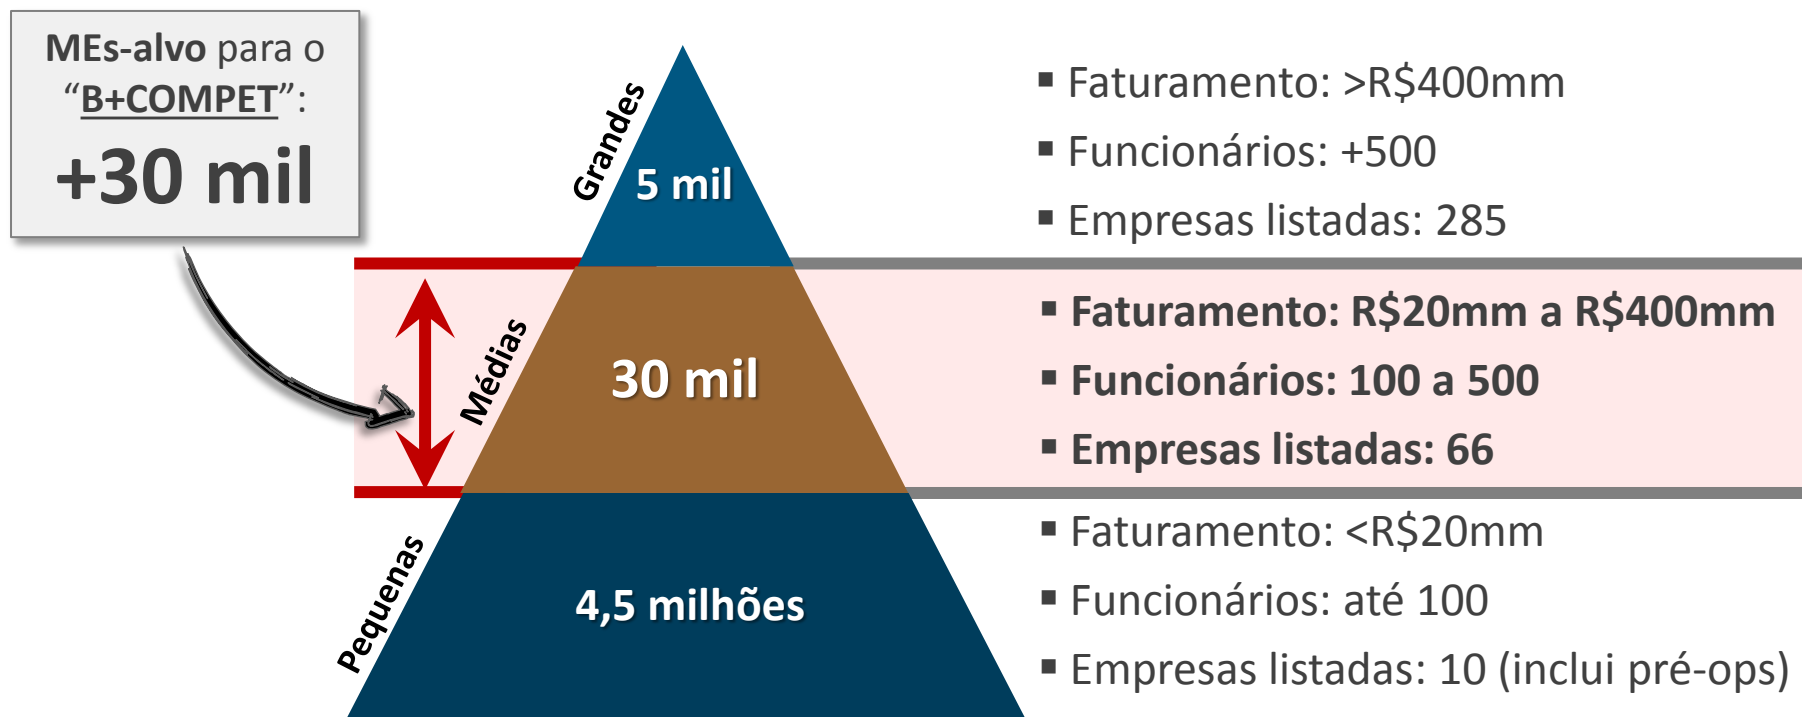 MEs-alvo para o
“B+COMPET”:
+30 mil
Grandes
5 mil
▪ Faturamento: >R$400mm
▪ Funcionários: +500
▪ Empresas listadas: 285
Médias
30 mil
▪ Faturamento: R$20mm a R$400mm
▪ Funcionários: 100 a 500
▪ Empresas listadas: 66
Pequenas
4,5 milhões
▪ Faturamento: <R$20mm
▪ Funcionários: até 100
▪ Empresas listadas: 10 (inclui pré-ops)